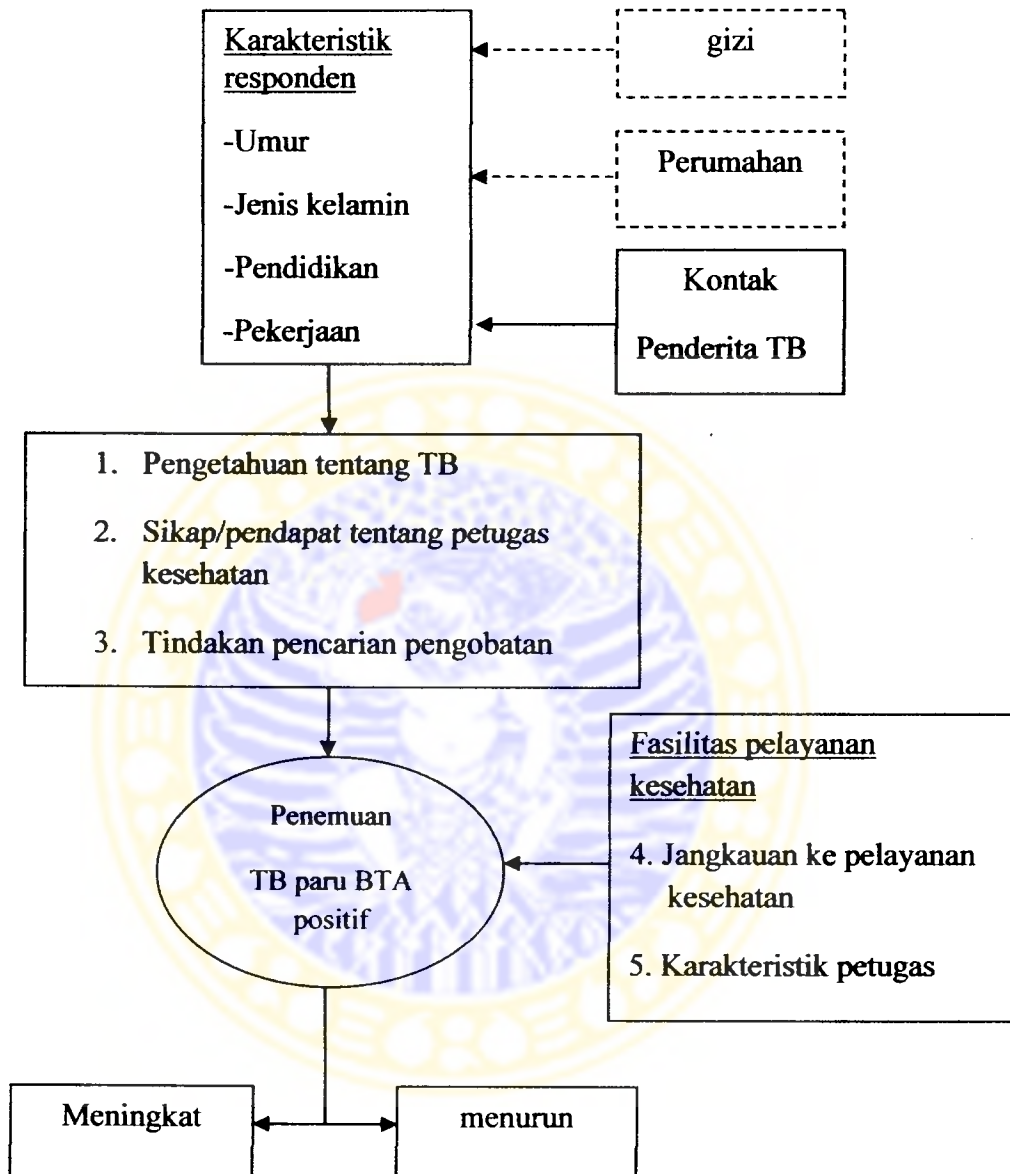 Karakteristik
responden
-Umur
-Jenis kelamin
-Pendidikan
-Pekerjaan
gizi
Perumahan
Kontak
Penderita TB
1. Pengetahuan tentang TB
2. Sikap/pendapat tentang petugas
kesehatan
3. Tindakan pencarian pengobatan
Penemuan
TB paru BTA
positif
Fasilitas pelayanan
kesehatan
4. Jangkauan ke pelayanan
kesehatan
5. Karakteristik petugas
Meningkat
menurun